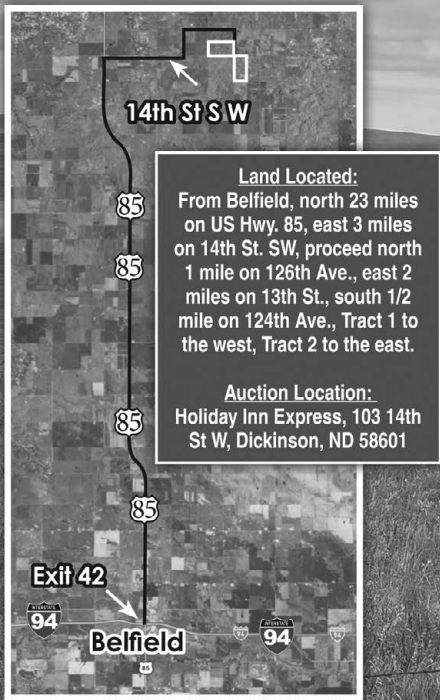 14th St S W
85
85
85
85
Land Located:
From Belfield, north 23 miles
on US Hwy. 85, east 3 miles
on 14th St. SW, proceed north
1 mile on 126th Ave., east 2
miles on 13th St., south 1/2
mile on 124th Ave., Tract 1 to
the west, Tract 2 to the east.
Auction Location:
Holiday Inn Express, 103 14th
St W, Dickinson, ND 58601
Exit 42
INTERSTATE
94
Belfield
94
INTERSTATE
94
94
85